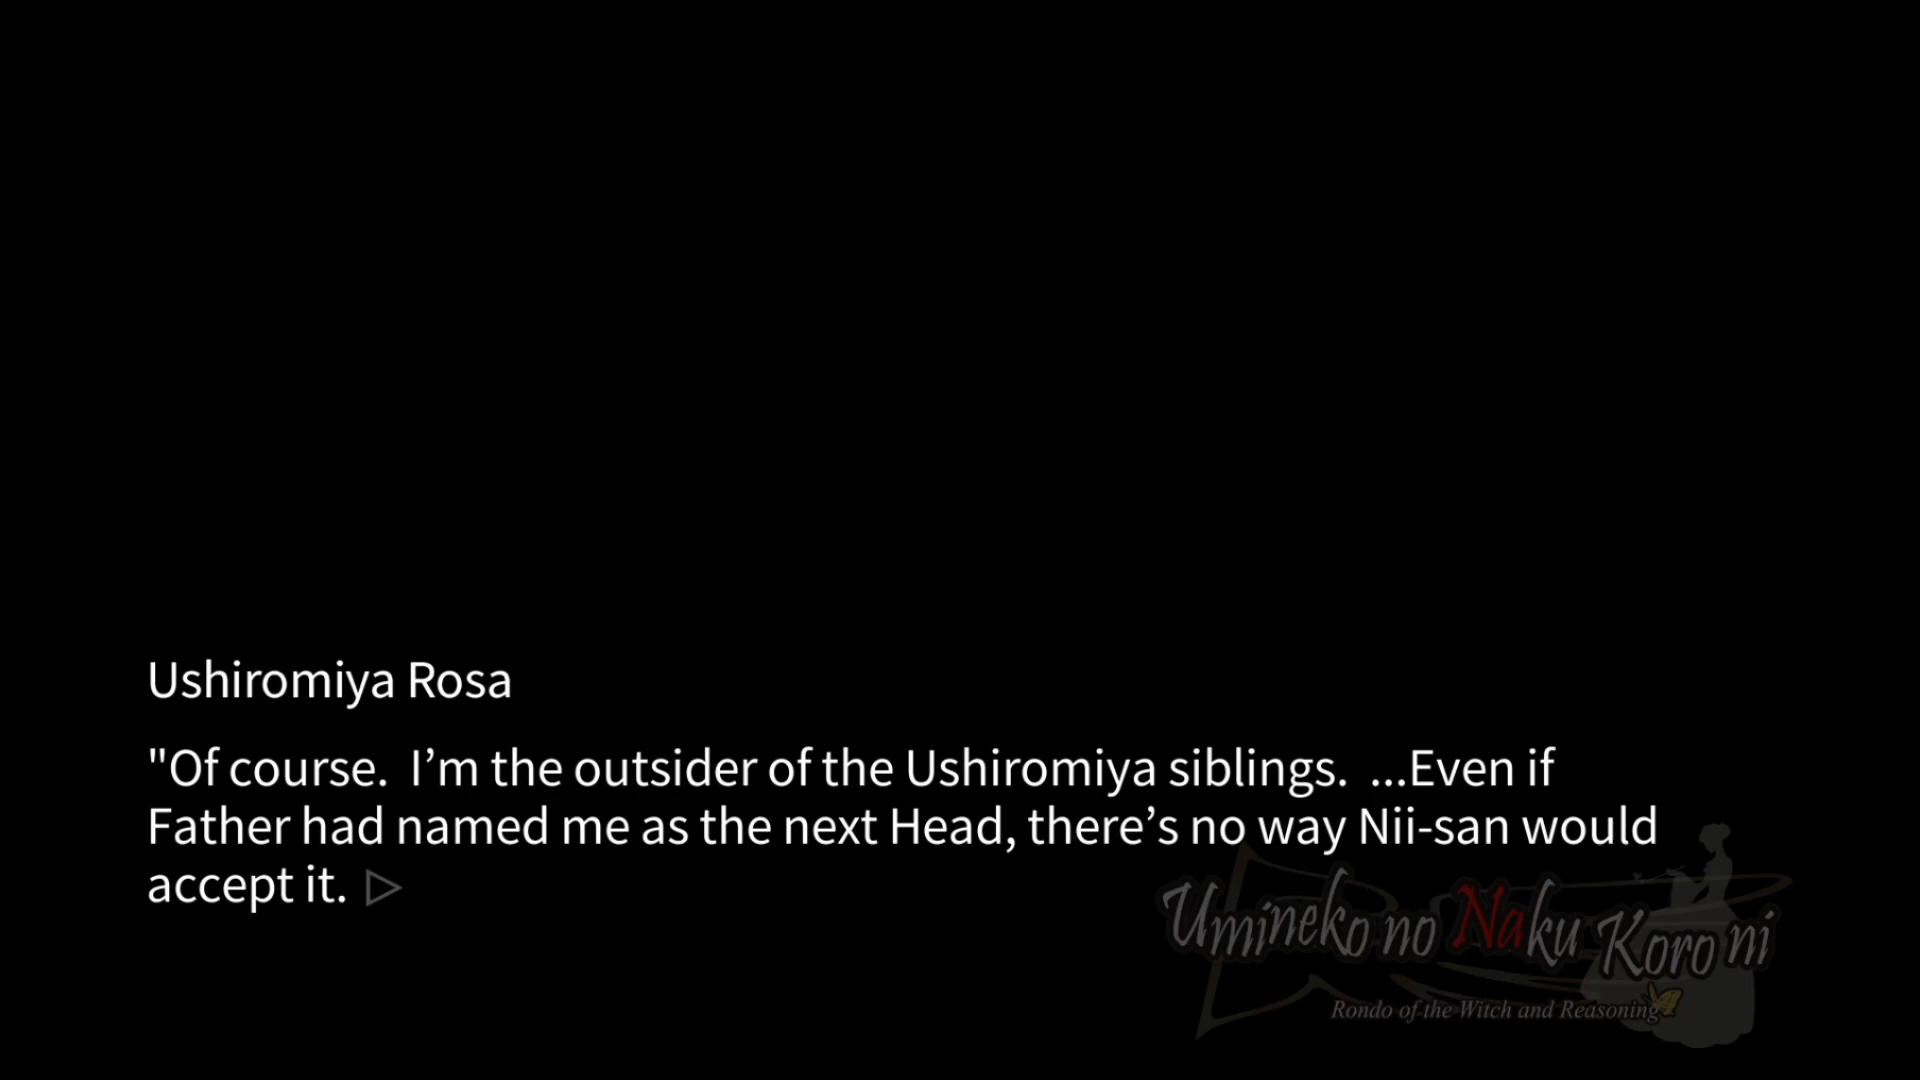 Ushiromiya Rosa
"Of course.  I’m the outsider of the Ushiromiya siblings.  ...Even if
Father had named me as the next Head, there’s no way Nii-san would
accept it.
Umineko no Naku Koro ni
Rondo of the Witch and Reasoning